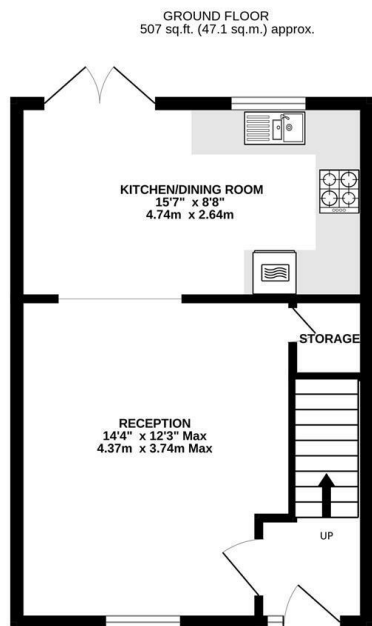 GROUND FLOOR
507 sq.ft. (47.1 sq.m.) approx.
KITCHEN/DINING ROOM
15'7" x 8'8"
4.74m x 2.64m
STORAGE
RECEPTION
14'4" x 12'3" Max
4.37m x 3.74m Max
UP